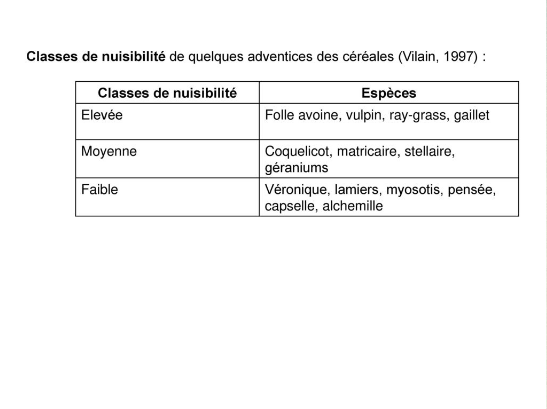 Classes de nuisibilité de quelques adventices des céréales (Vilain, 1997) :
Classes de nuisibilité Espèces
Elevée Folle avoine, vulpin, ray-grass, gaillet
Moyenne Coquelicot, matricaire, stellaire,
géraniums
Faible Véronique, lamiers, myosotis, pensée,
capselle, alchemille